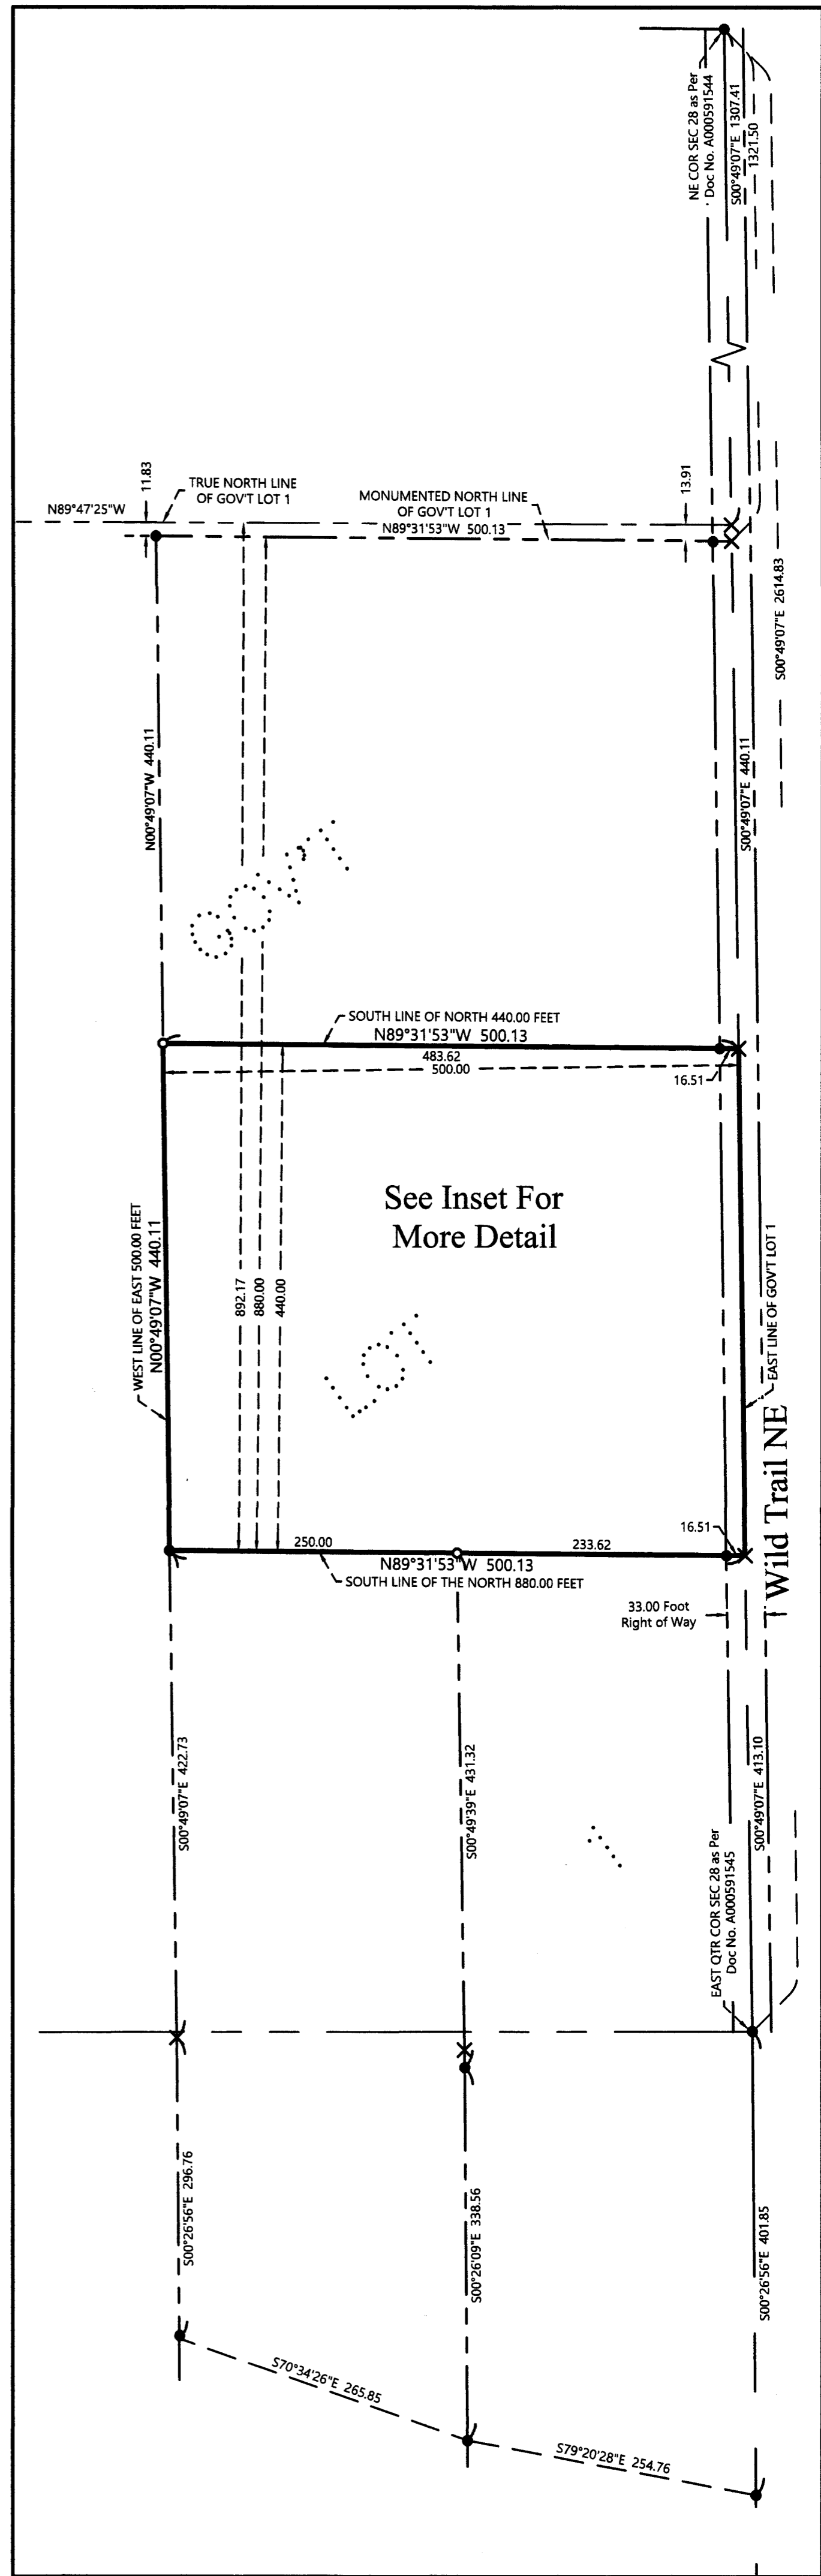 NE COR SEC 28 as Per
Doc No. A000591544
S00°49'07"E 1307.41
1321.50
11.83
TRUE NORTH LINE
OF GOV'T LOT 1
N89°47'25"W
MONUMENTED NORTH LINE
OF GOV'T LOT 1
N89°31'53"W 500.13
13.91
S00°49'07"E 2614.83
N00°49'07"W 440.11
S00°49'07"E 440.11
GOV'T
SOUTH LINE OF NORTH 440.00 FEET
N89°31'53"W 500.13
483.62
500.00
16.51
See Inset For
More Detail
WEST LINE OF EAST 500.00 FEET
N00°49'07"W 440.11
892.17
880.00
440.00
EAST LINE OF GOV'T LOT 1
LOT
Wild Trail NE
250.00
233.62
16.51
N89°31'53"W 500.13
SOUTH LINE OF THE NORTH 880.00 FEET
33.00 Foot
Right of Way
S00°49'07"E 422.73
S00°49'39"E 431.32
S00°49'07"E 413.10
1
EAST QTR COR SEC 28 as Per
Doc No. A000591545
S00°26'56"E 296.76
S00°26'09"E 338.56
S00°26'56"E 401.85
S70°34'26"E 265.85
S79°20'28"E 254.76